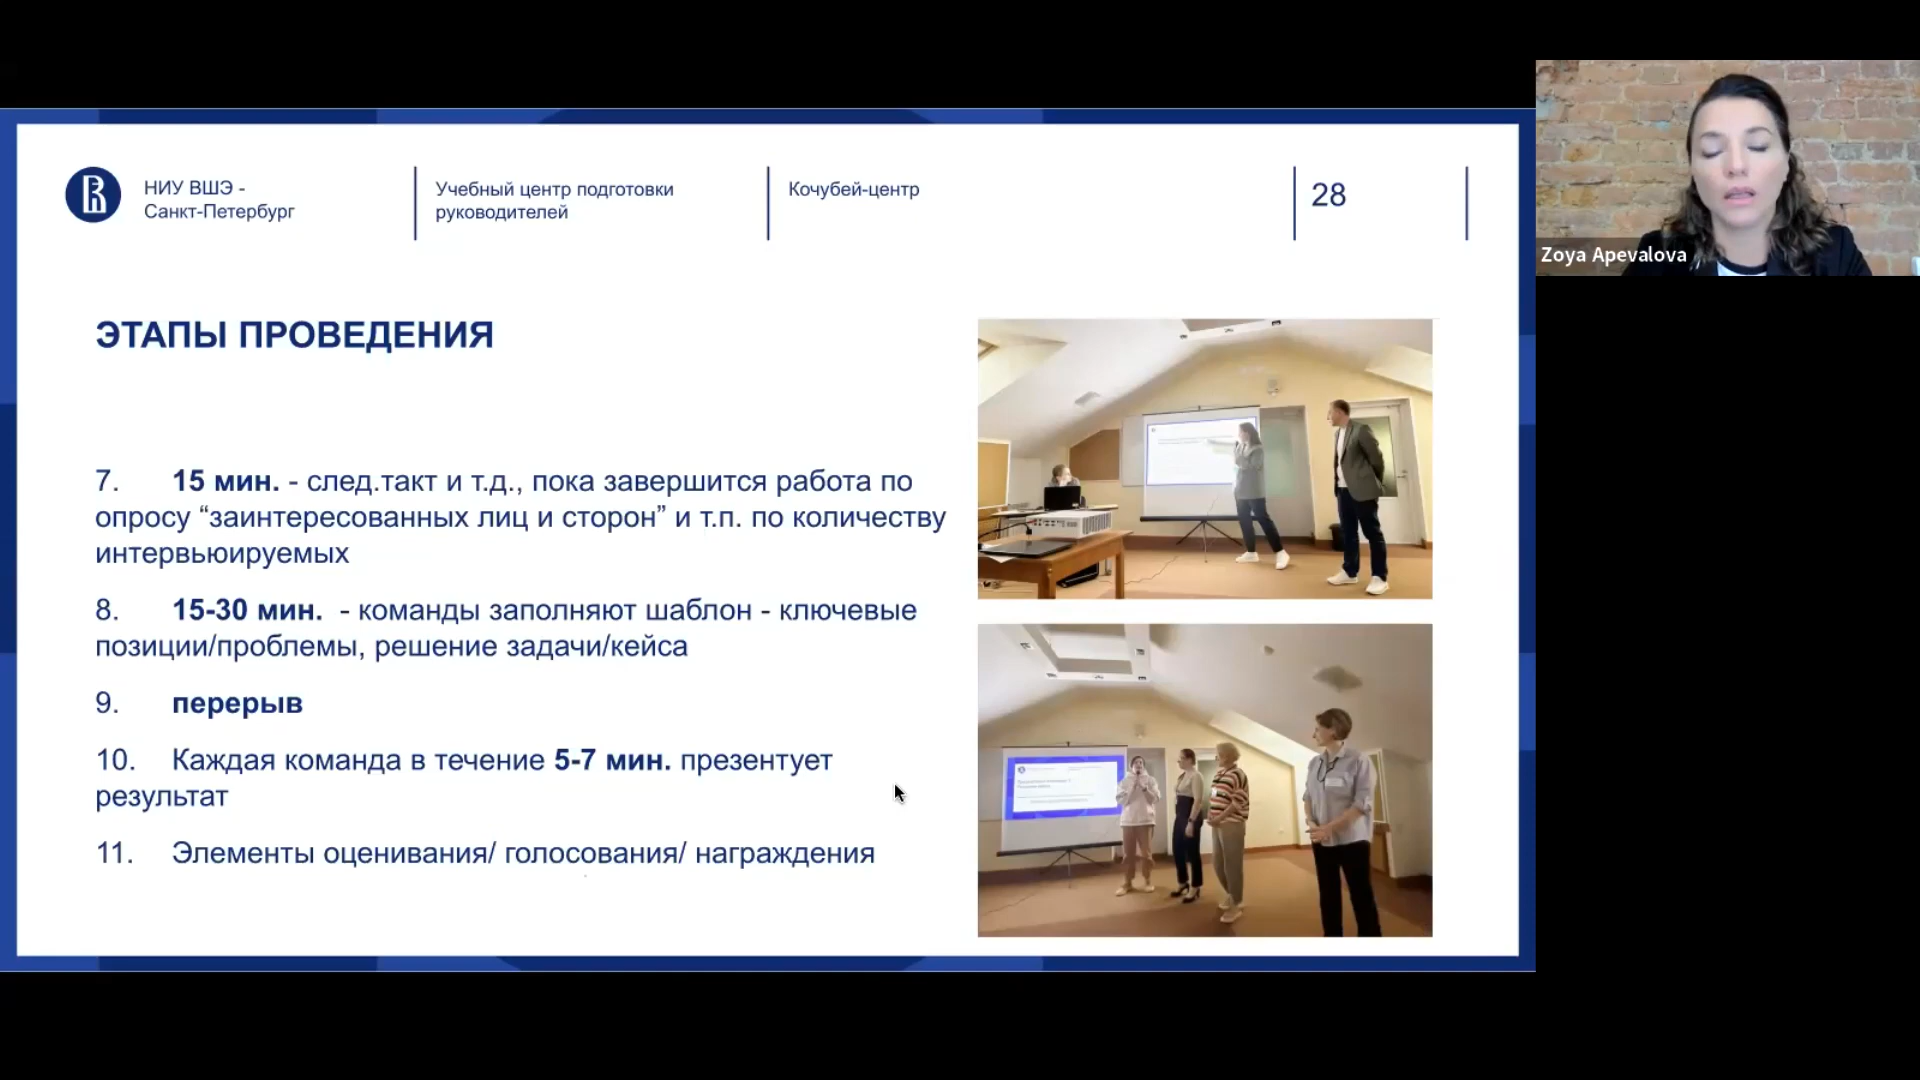 НИУ ВШЭ -
Санкт-Петербург
Учебный центр подготовки
руководителей
Кочубей-центр
28
Zoya Apevalova
ЭТАПЫ ПРОВЕДЕНИЯ
7. 15 мин. - след.такт и т.д., пока завершится работа по
опросу “заинтересованных лиц и сторон” и т.п. по количеству
интервьюируемых
8. 15-30 мин. - команды заполняют шаблон - ключевые
позиции/проблемы, решение задачи/кейса
9. перерыв
10. Каждая команда в течение 5-7 мин. презентует
результат
11. Элементы оценивания/ голосования/ награждения